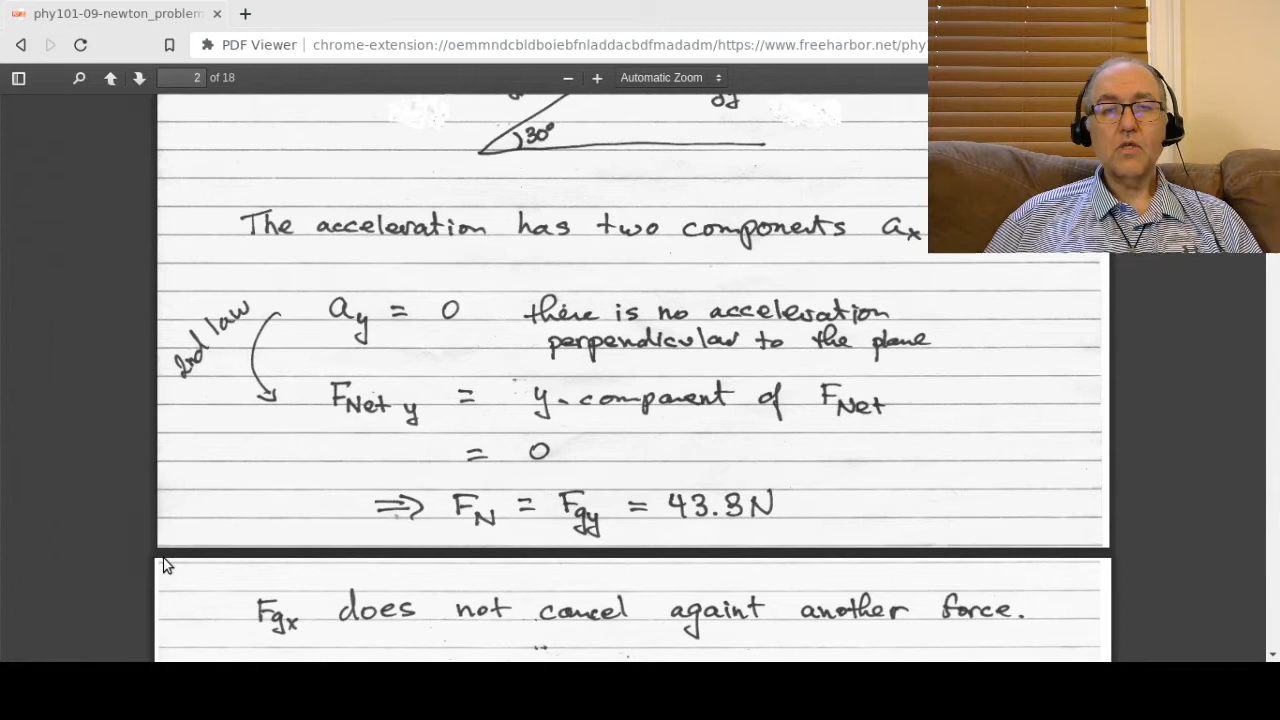 phy101-09-newton_problem
PDF Viewer chrome-extension://oemmndcbldboiebfnladdacbdfmadadm/https://www.freeharbor.net/phy
2 of 18 Automatic Zoom
30°
The acceleration has two components ax
2nd law
ay = 0 there is no acceleration
perpendicular to the plane
FNet y = y-component of FNet
= 0
⇒ FN = Fgy = 43.8N
Fgx does not cancel againt another force.